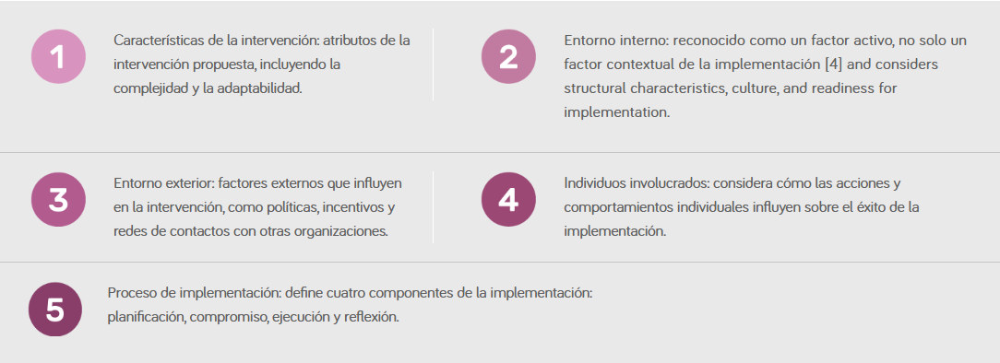 1
Características de la intervención: atributos de la
intervención propuesta, incluyendo la
complejidad y la adaptabilidad.
2
Entorno interno: reconocido como un factor activo, no solo un
factor contextual de la implementación [4] and considers
structural characteristics, culture, and readiness for
implementation.
3
Entorno exterior: factores externos que influyen
en la intervención, como políticas, incentivos y
redes de contactos con otras organizaciones.
4
Individuos involucrados: considera cómo las acciones y
comportamientos individuales influyen sobre el éxito de la
implementación.
5
Proceso de implementación: define cuatro componentes de la implementación:
planificación, compromiso, ejecución y reflexión.